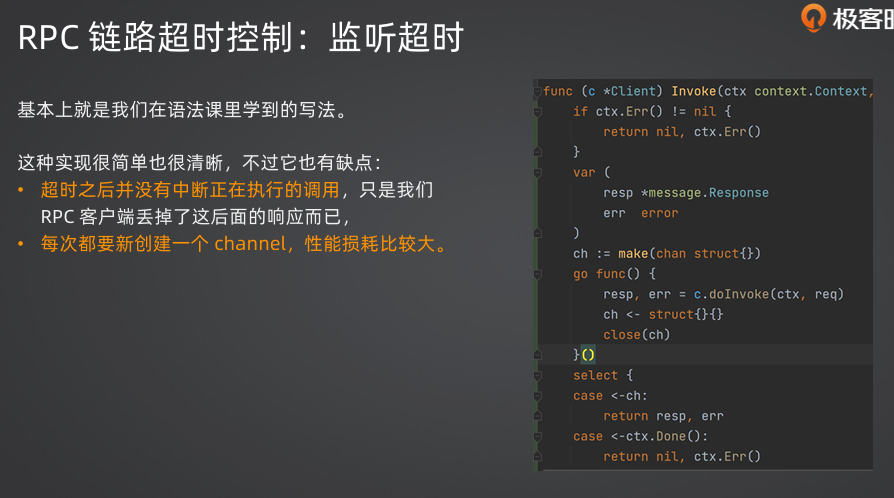 RPC 链路超时控制：监听超时
极客时
基本上就是我们在语法课里学到的写法。
这种实现很简单也很清晰，不过它也有缺点：
• 超时之后并没有中断正在执行的调用，只是我们
RPC 客户端丢掉了这后面的响应而已，
• 每次都要新创建一个 channel，性能损耗比较大。
func (c *Client) Invoke(ctx context.Context,
if ctx.Err() != nil {
return nil, ctx.Err()
}
var (
resp *message.Response
err error
)
ch := make(chan struct{})
go func() {
resp, err = c.doInvoke(ctx, req)
ch <- struct{}{}
close(ch)
}()
select {
case <-ch:
return resp, err
case <-ctx.Done():
return nil, ctx.Err()